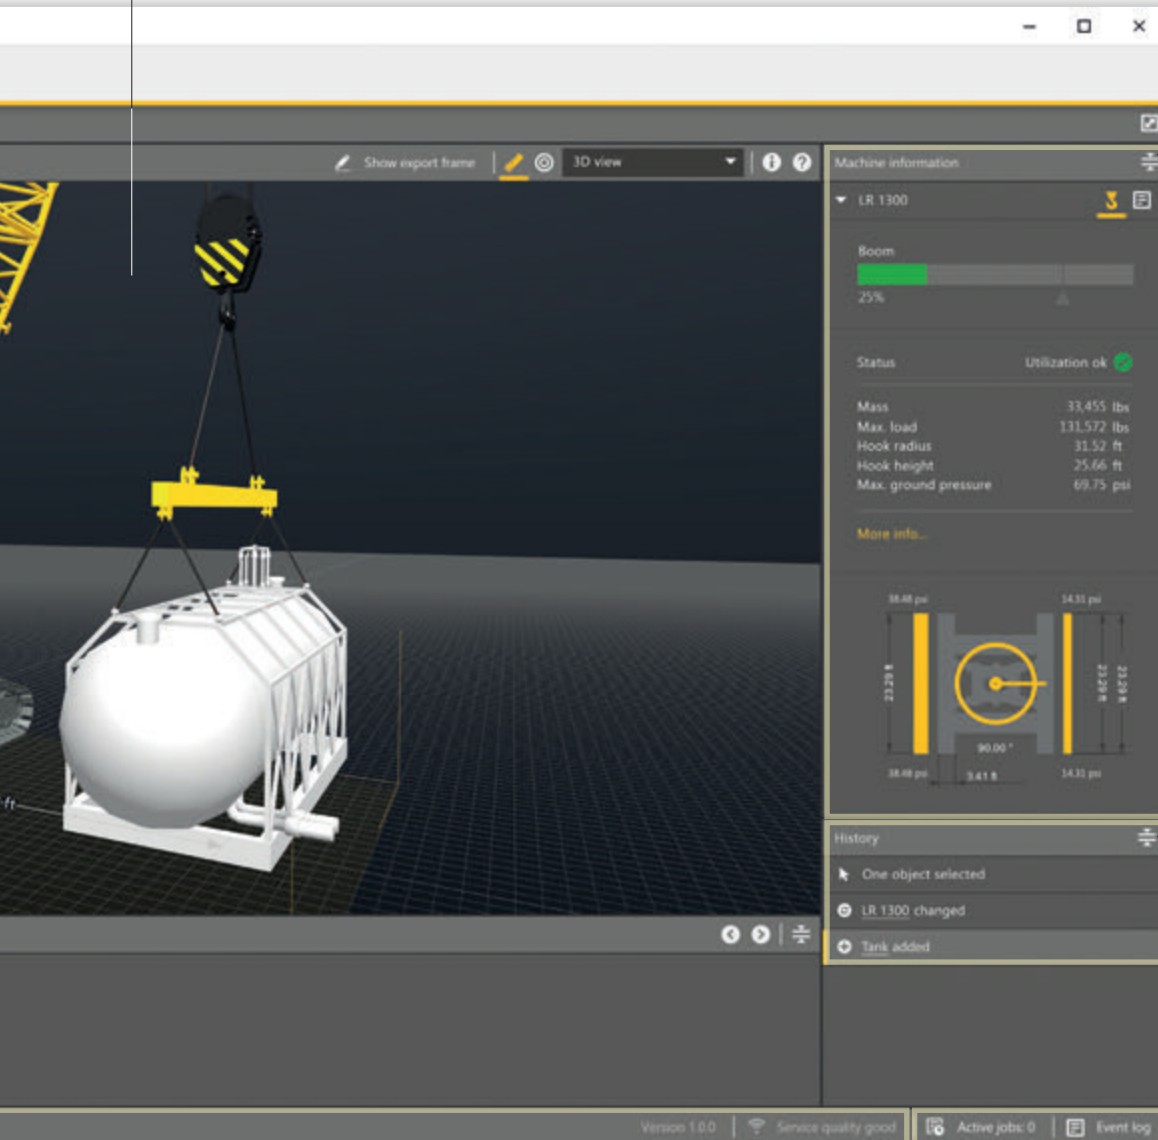 Show export frame
3D view
Machine information
LR 1300
Boom
25%
Status Utilization ok
Mass 33,455 lbs
Max. load 131,572 lbs
Hook radius 31.52 ft
Hook height 25.66 ft
Max. ground pressure 69.75 psi
More info...
38.48 psi 14.31 psi
23.29 ft 23.29 ft 23.29 ft
90.00 °
38.48 psi 3.41 ft 14.31 psi
ft
History
One object selected
LR 1300 changed
Tank added
Version 1.0.0 Service quality good Active jobs: 0 Event log